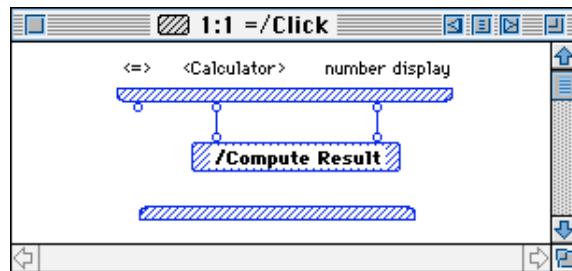 1:1 =/Click
<=> <Calculator> number display
/Compute Result